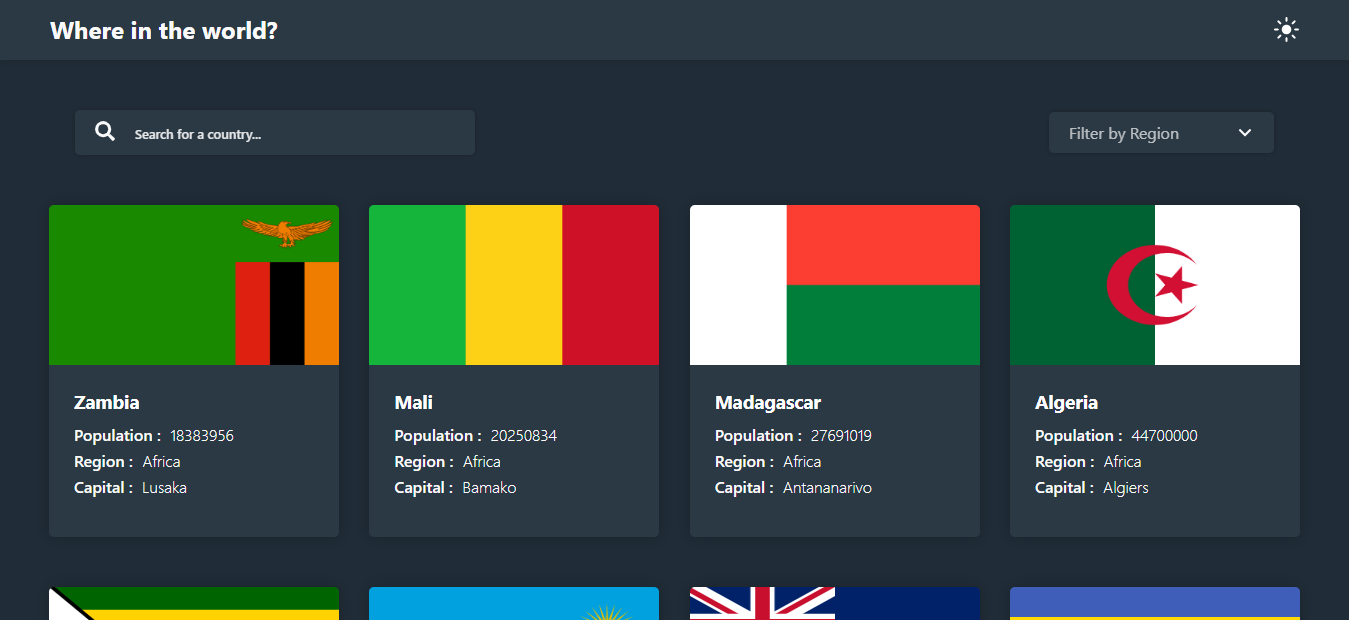 Where in the world?
Search for a country...
Filter by Region
Zambia
Population : 18383956
Region : Africa
Capital : Lusaka
Mali
Population : 20250834
Region : Africa
Capital : Bamako
Madagascar
Population : 27691019
Region : Africa
Capital : Antananarivo
Algeria
Population : 44700000
Region : Africa
Capital : Algiers